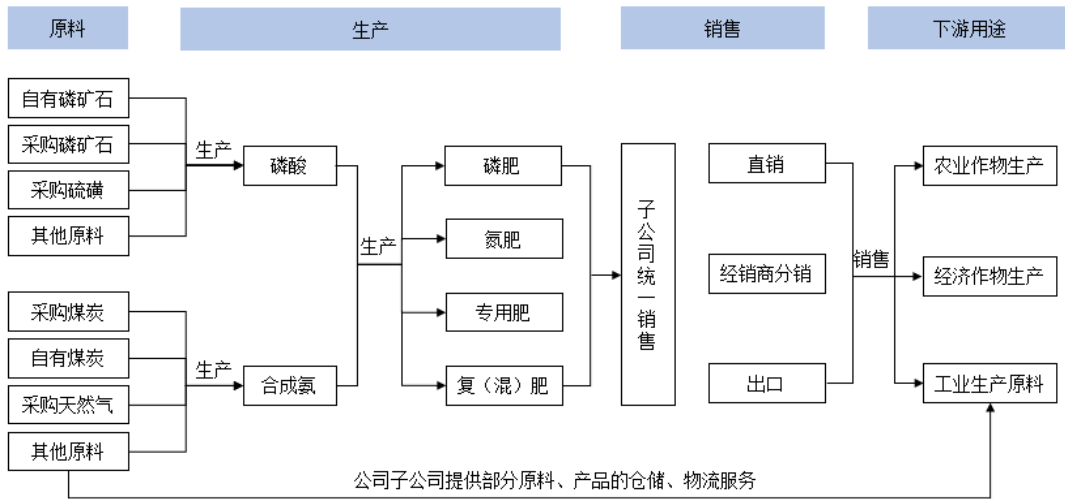 原料
生产
销售
下游用途
自有磷矿石
采购磷矿石
采购硫磺
其他原料
生产
磷酸
采购煤炭
自有煤炭
采购天然气
其他原料
生产
合成氨
生产
磷肥
氮肥
专用肥
复（混）肥
子公司统一销售
直销
经销商分销
出口
销售
农业作物生产
经济作物生产
工业生产原料
公司子公司提供部分原料、产品的仓储、物流服务